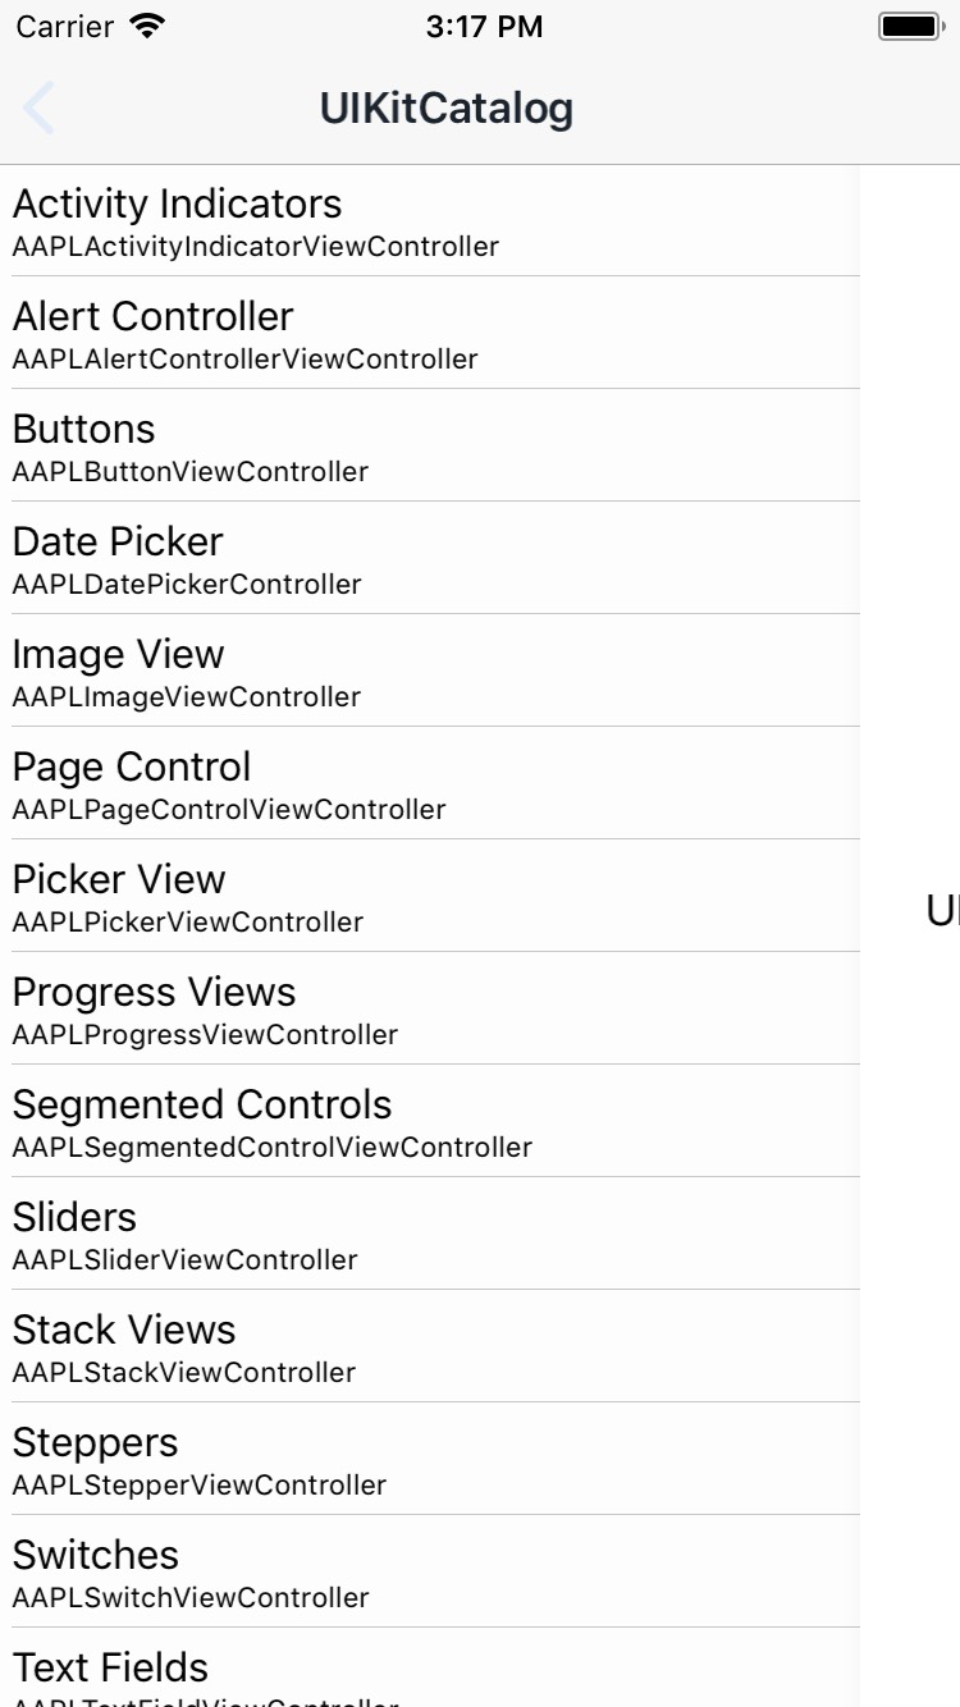 Carrier
3:17 PM
UIKitCatalog
Activity Indicators
AAPLActivityIndicatorViewController
Alert Controller
AAPLAlertControllerViewController
Buttons
AAPLButtonViewController
Date Picker
AAPLDatePickerController
Image View
AAPLImageViewController
Page Control
AAPLPageControlViewController
Picker View
AAPLPickerViewController
Progress Views
AAPLProgressViewController
Segmented Controls
AAPLSegmentedControlViewController
Sliders
AAPLSliderViewController
Stack Views
AAPLStackViewController
Steppers
AAPLStepperViewController
Switches
AAPLSwitchViewController
Text Fields
AAPLTextFieldViewController